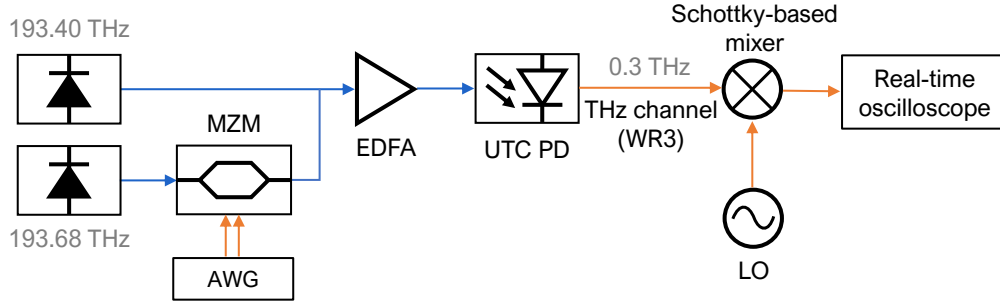 193.40 THz
Schottky-based
mixer
0.3 THz
Real-time
oscilloscope
MZM
THz channel
(WR3)
EDFA
UTC PD
193.68 THz
AWG
LO